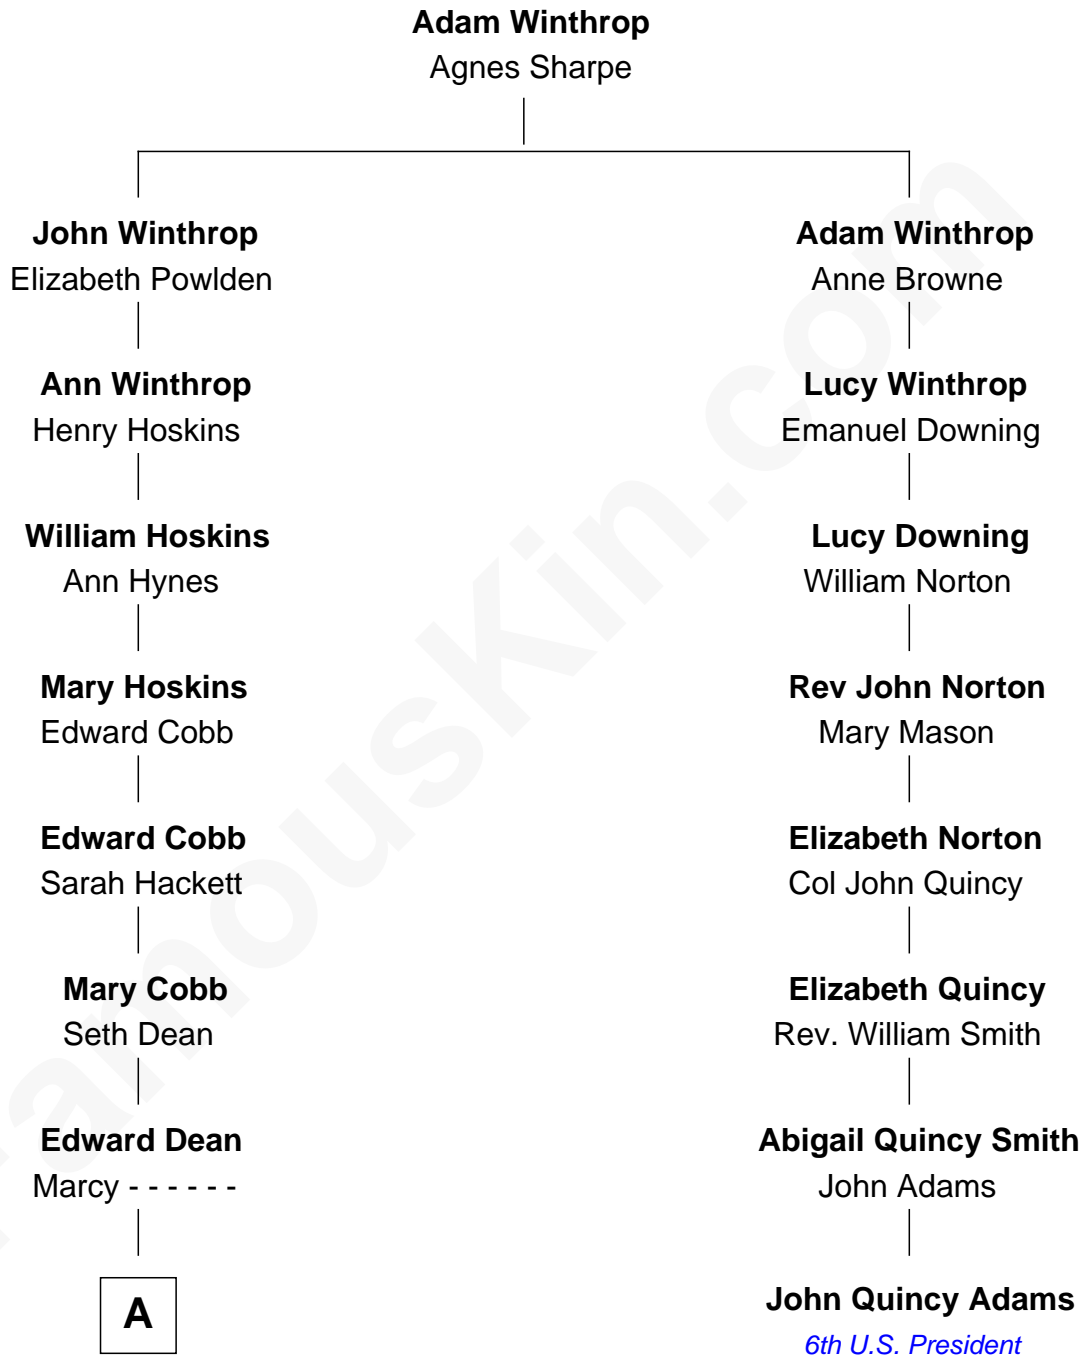 Adam Winthrop
Agnes Sharpe
John Winthrop
Elizabeth Powlden
Adam Winthrop
Anne Browne
Ann Winthrop
Henry Hoskins
Lucy Winthrop
Emanuel Downing
William Hoskins
Ann Hynes
Lucy Downing
William Norton
Mary Hoskins
Edward Cobb
Rev John Norton
Mary Mason
Edward Cobb
Sarah Hackett
Elizabeth Norton
Col John Quincy
Mary Cobb
Seth Dean
Elizabeth Quincy
Rev. William Smith
Edward Dean
Marcy - - - - - -
Abigail Quincy Smith
John Adams
A
John Quincy Adams
6th U.S. President
FamousKin.com